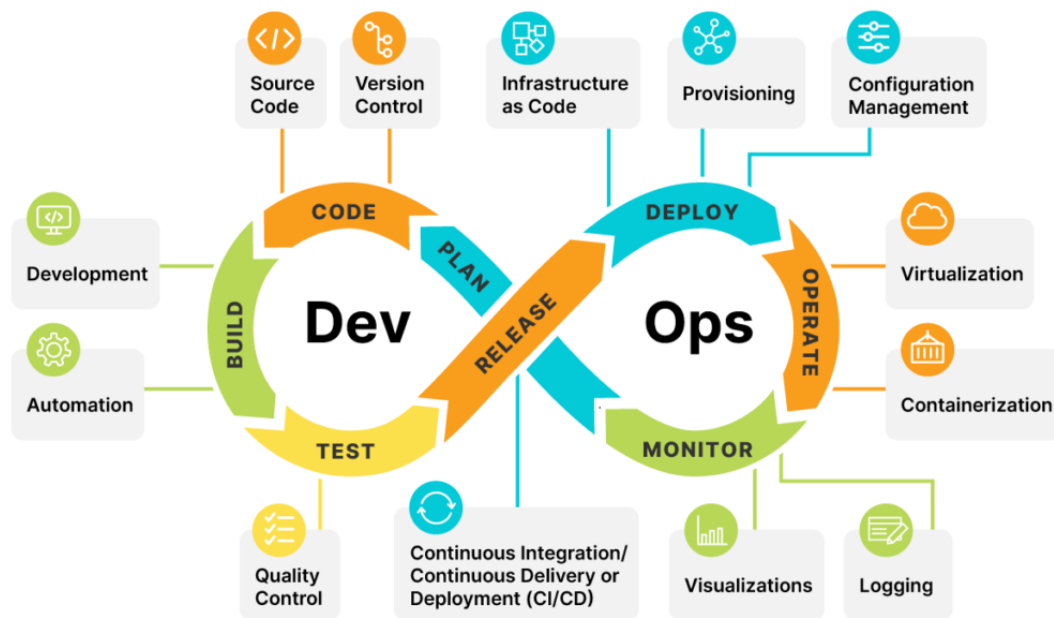 Source
Code
Version
Control
Infrastructure
as Code
Provisioning
Configuration
Management
CODE
DEPLOY
PLAN
Development
Virtualization
Dev
Ops
BUILD
RELEASE
OPERATE
Automation
Containerization
TEST
MONITOR
Quality
Control
Continuous Integration/
Continuous Delivery or
Deployment (CI/CD)
Visualizations
Logging